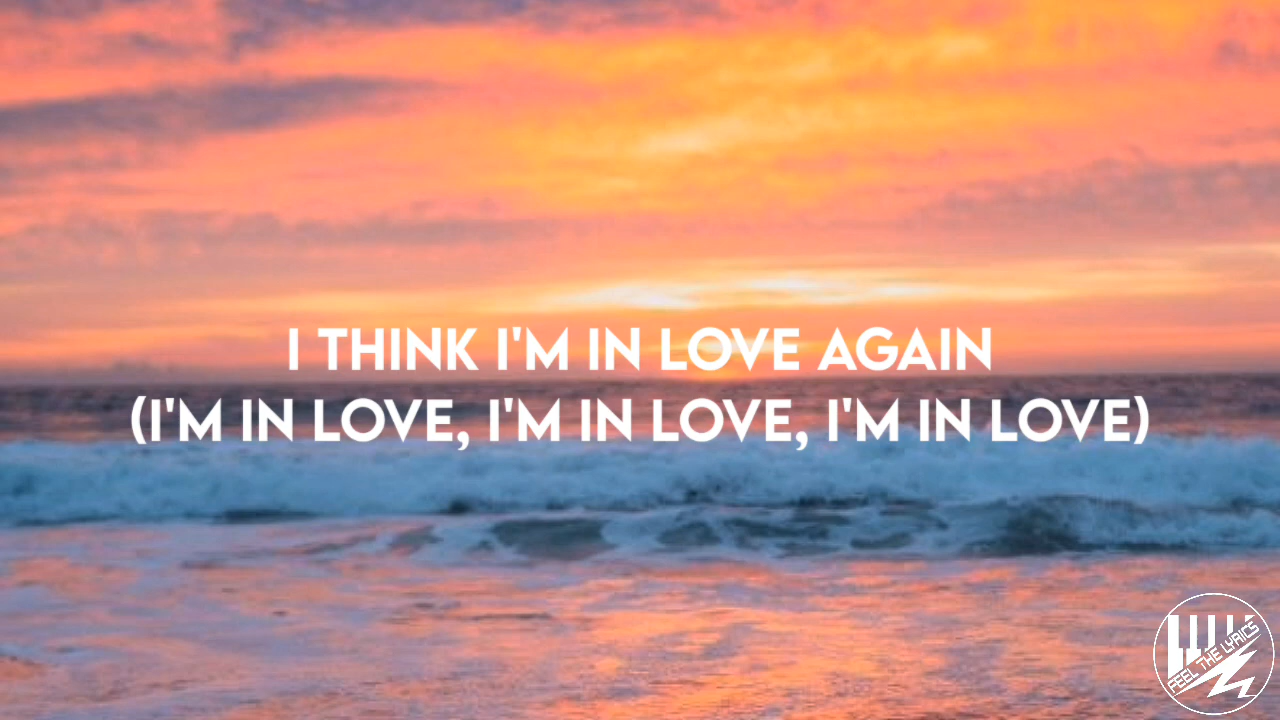 I THINK I'M IN LOVE AGAIN
(I'M IN LOVE, I'M IN LOVE, I'M IN LOVE)
FEEL THE LYRICS